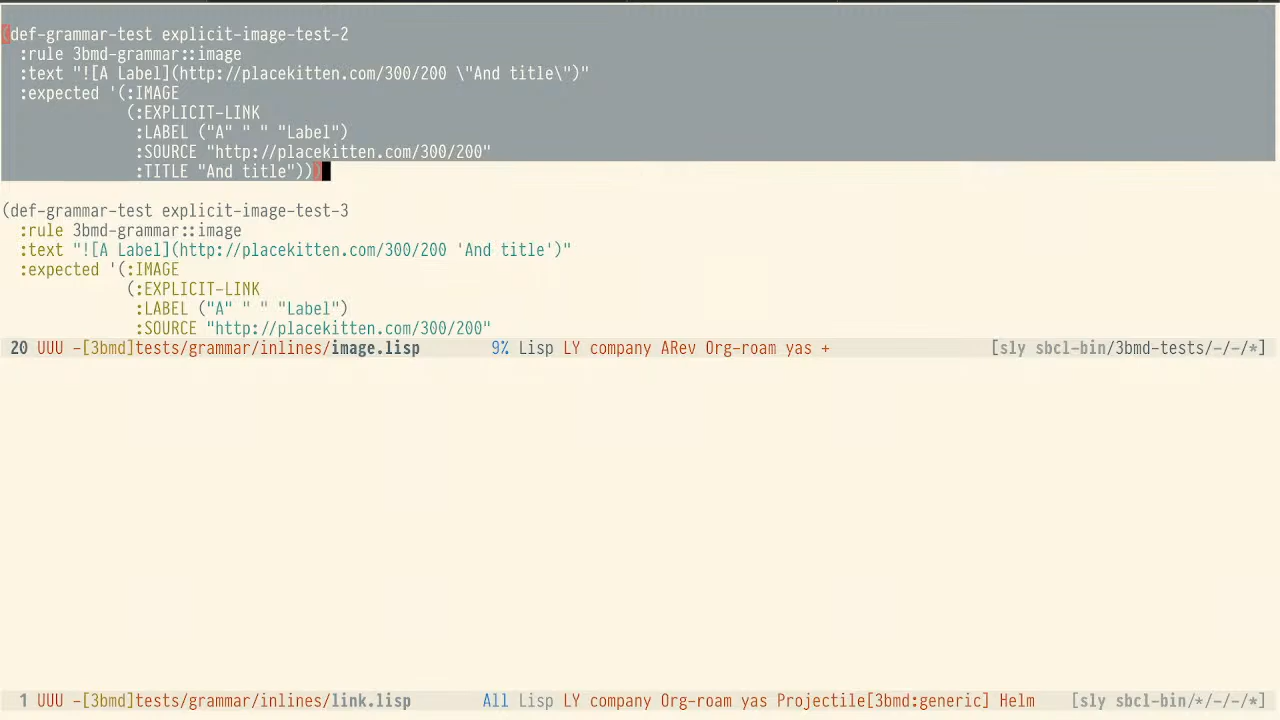 (def-grammar-test explicit-image-test-2
  :rule 3bmd-grammar::image
  :text "![A Label](http://placekitten.com/300/200 \"And title\")"
  :expected '(:IMAGE
              (:EXPLICIT-LINK
               :LABEL ("A" " " "Label")
               :SOURCE "http://placekitten.com/300/200"
               :TITLE "And title")))
(def-grammar-test explicit-image-test-3
  :rule 3bmd-grammar::image
  :text "![A Label](http://placekitten.com/300/200 'And title')"
  :expected '(:IMAGE
              (:EXPLICIT-LINK
               :LABEL ("A" " " "Label")
               :SOURCE "http://placekitten.com/300/200"
20 UUU -[3bmd]tests/grammar/inlines/image.lisp 9% Lisp LY company ARev Org-roam yas + [sly sbcl-bin/3bmd-tests/-/-/*]
1 UUU -[3bmd]tests/grammar/inlines/link.lisp All Lisp LY company Org-roam yas Projectile[3bmd:generic] Helm [sly sbcl-bin/*/-/-/*]